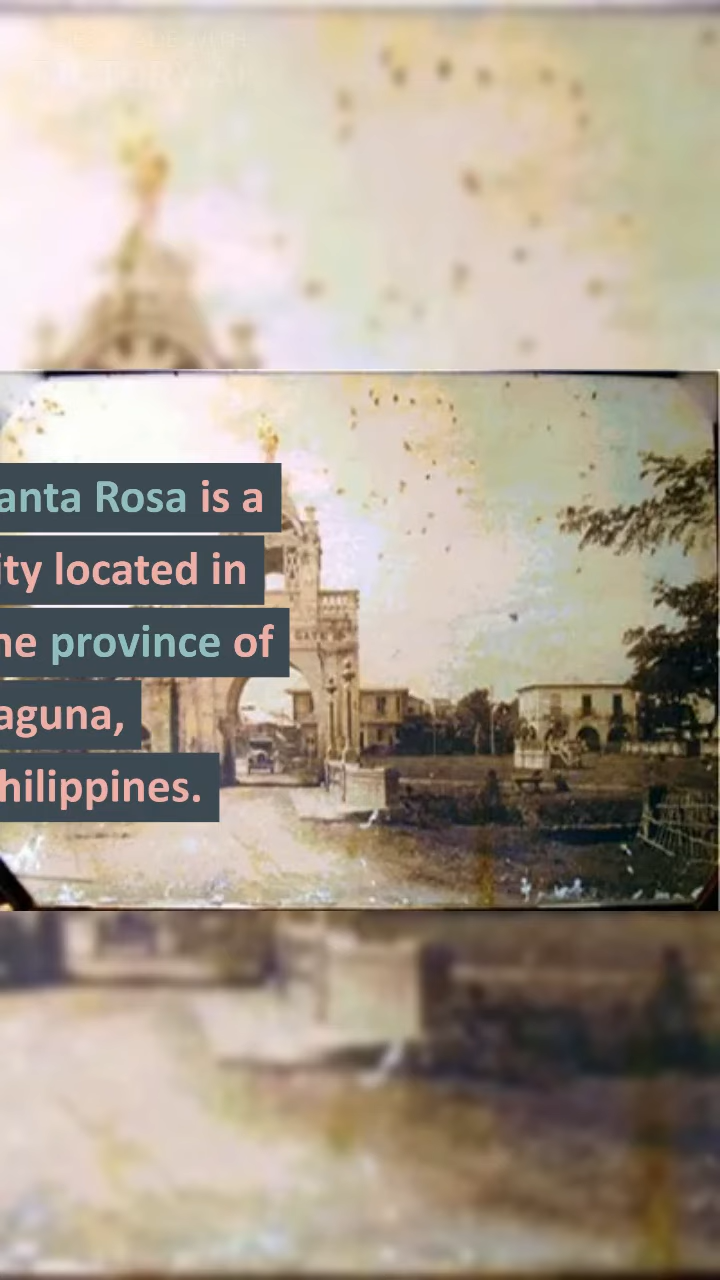 anta Rosa is a
ity located in
he province of
aguna,
hilippines.